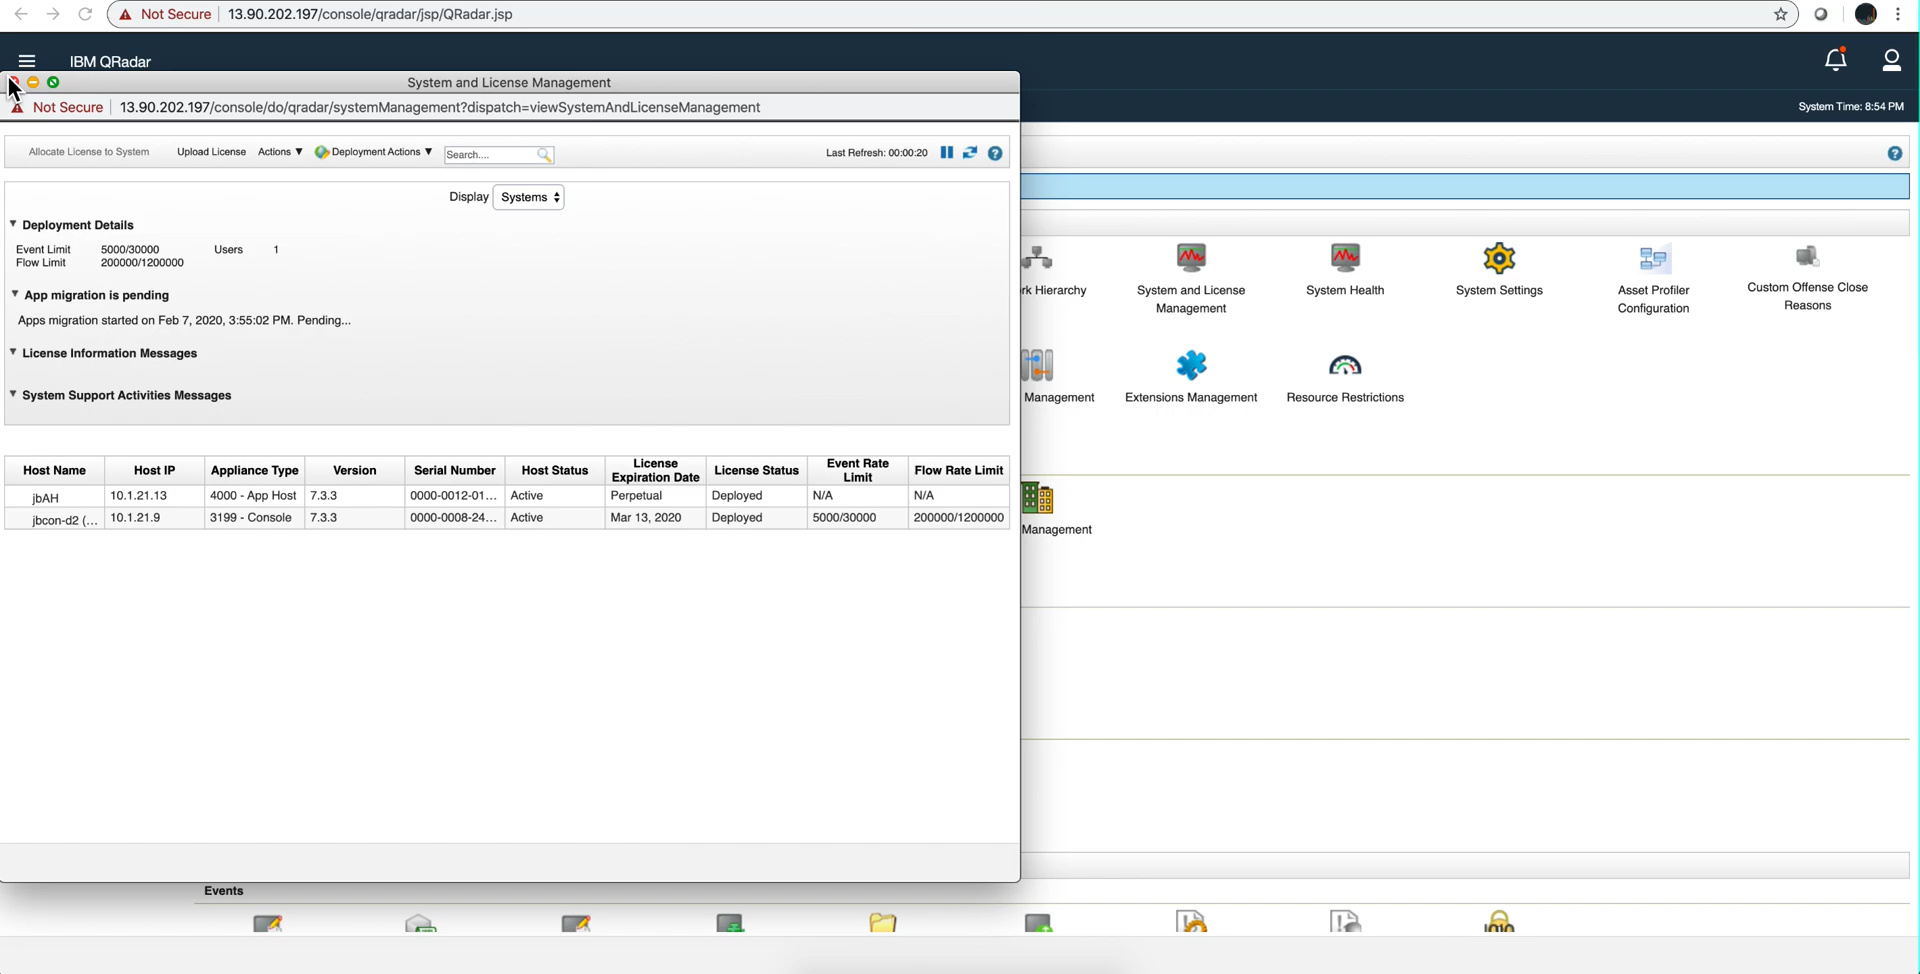 Not Secure 13.90.202.197/console/qradar/jsp/QRadar.jsp
IBM QRadar
System Time: 8:54 PM
System and License Management
Not Secure 13.90.202.197/console/do/qradar/systemManagement?dispatch=viewSystemAndLicenseManagement
Allocate License to System Upload License Actions ▼ Deployment Actions ▼ Search.... Last Refresh: 00:00:20
Display Systems
Deployment Details
Event Limit 5000/30000 Users 1
Flow Limit 200000/1200000
App migration is pending
Apps migration started on Feb 7, 2020, 3:55:02 PM. Pending...
License Information Messages
System Support Activities Messages
Host Name Host IP Appliance Type Version Serial Number Host Status License Expiration Date License Status Event Rate Limit Flow Rate Limit
jbAH 10.1.21.13 4000 - App Host 7.3.3 0000-0012-01... Active Perpetual Deployed N/A N/A
jbcon-d2 (... 10.1.21.9 3199 - Console 7.3.3 0000-0008-24... Active Mar 13, 2020 Deployed 5000/30000 200000/1200000
rk Hierarchy
System and License
Management
System Health
System Settings
Asset Profiler
Configuration
Custom Offense Close
Reasons
Management
Extensions Management
Resource Restrictions
Management
Events